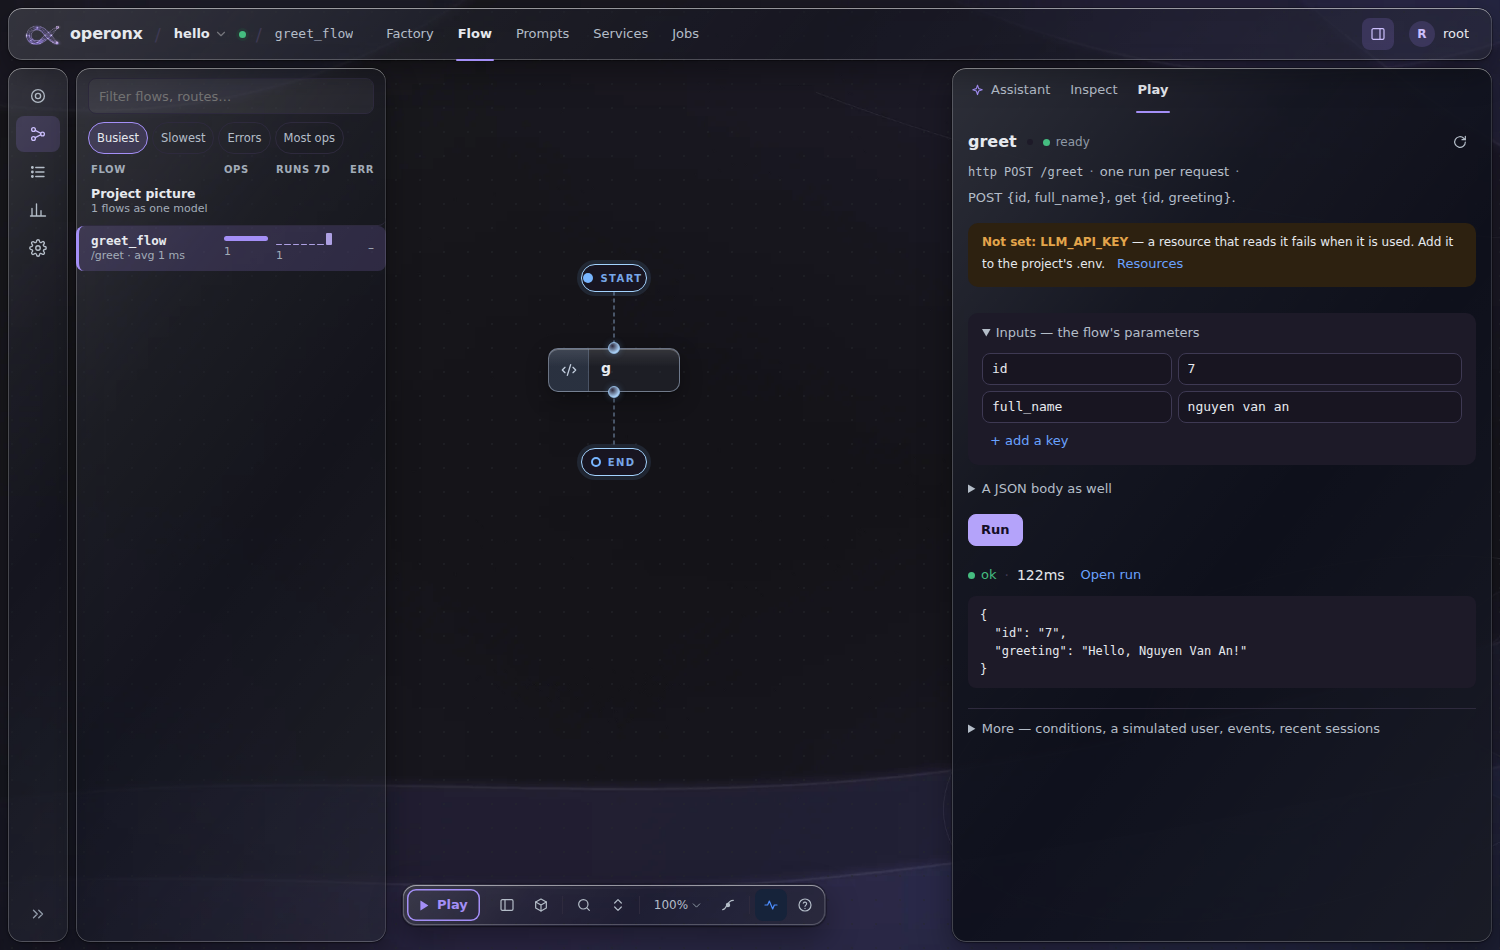 operonx / hello / greet_flow Factory Flow Prompts Services Jobs R root
Filter flows, routes...
Busiest Slowest Errors Most ops
FLOW OPS RUNS 7D ERR
Project picture
1 flows as one model
greet_flow
/greet · avg 1 ms 1 1 –
START
g
END
Play 100%
Assistant Inspect Play
greet ready
http POST /greet · one run per request ·
POST {id, full_name}, get {id, greeting}.
Not set: LLM_API_KEY — a resource that reads it fails when it is used. Add it
to the project's .env. Resources
Inputs — the flow's parameters
id 7
full_name nguyen van an
+ add a key
A JSON body as well
Run
ok · 122ms Open run
{
"id": "7",
"greeting": "Hello, Nguyen Van An!"
}
More — conditions, a simulated user, events, recent sessions